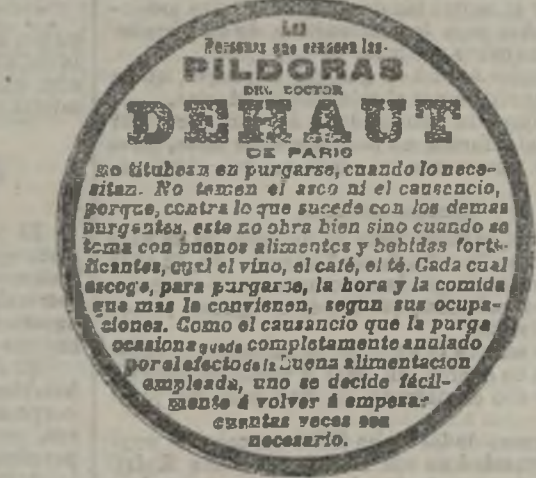 Las
Personas que conocen las
PILDORAS
DEL DOCTOR
DEHAUT
DE PARIS
no titubean en purgarse, cuando lo nece-
sitan. No temen el asco ni el causancio,
porque, contra lo que sucede con los demas
purgantes, este no obra bien sino cuando se
toma con buenos alimentos y bebidas forti-
ficantes, cual el vino, el café, el té. Cada cual
escoge, para purgarse, la hora y la comida
que mas le convienen, segun sus ocupa-
ciones. Como el causancio que la purga
ocasiona queda completamente anulado
por el efecto de la buena alimentacion
empleada, uno se decide fácil-
mente á volver á empezar
cuantas veces sea
necesario.